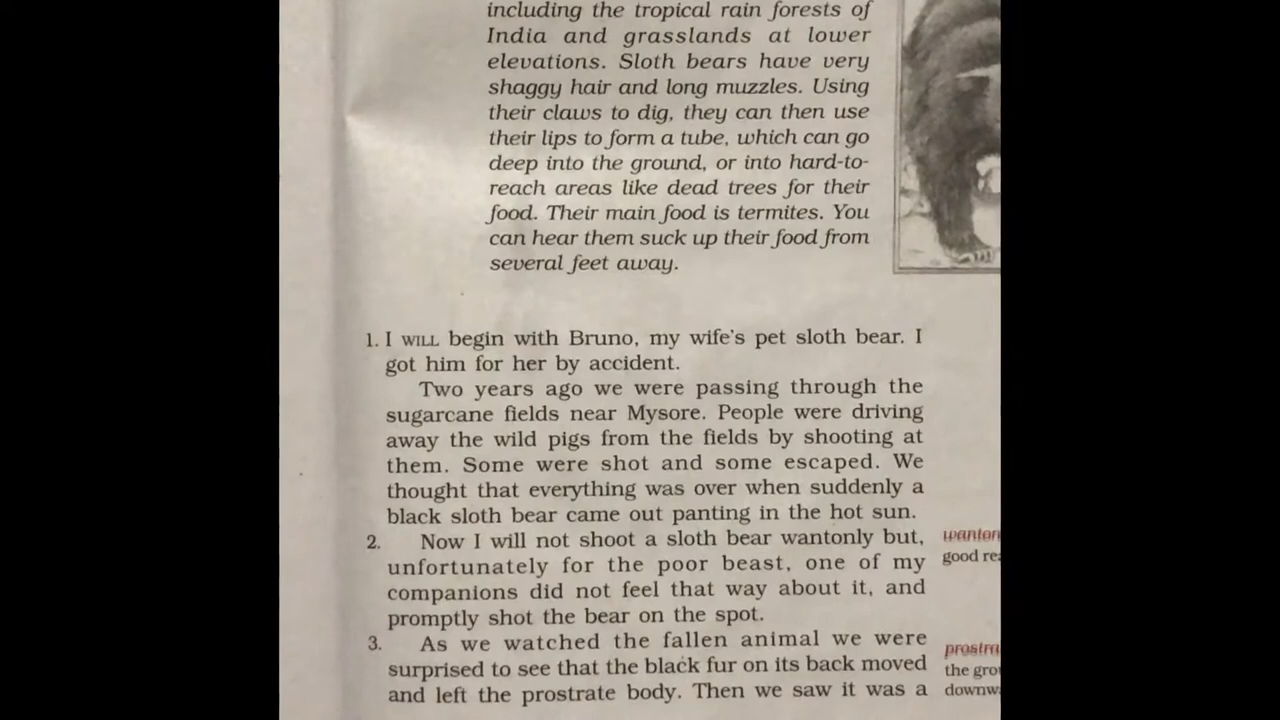 including the tropical rain forests of
India and grasslands at lower
elevations. Sloth bears have very
shaggy hair and long muzzles. Using
their claws to dig, they can then use
their lips to form a tube, which can go
deep into the ground, or into hard-to-
reach areas like dead trees for their
food. Their main food is termites. You
can hear them suck up their food from
several feet away.
1. I WILL begin with Bruno, my wife's pet sloth bear. I
got him for her by accident.
Two years ago we were passing through the
sugarcane fields near Mysore. People were driving
away the wild pigs from the fields by shooting at
them. Some were shot and some escaped. We
thought that everything was over when suddenly a
black sloth bear came out panting in the hot sun.
2. Now I will not shoot a sloth bear wantonly but,
unfortunately for the poor beast, one of my
companions did not feel that way about it, and
promptly shot the bear on the spot.
3. As we watched the fallen animal we were
surprised to see that the black fur on its back moved
and left the prostrate body. Then we saw it was a
good
the